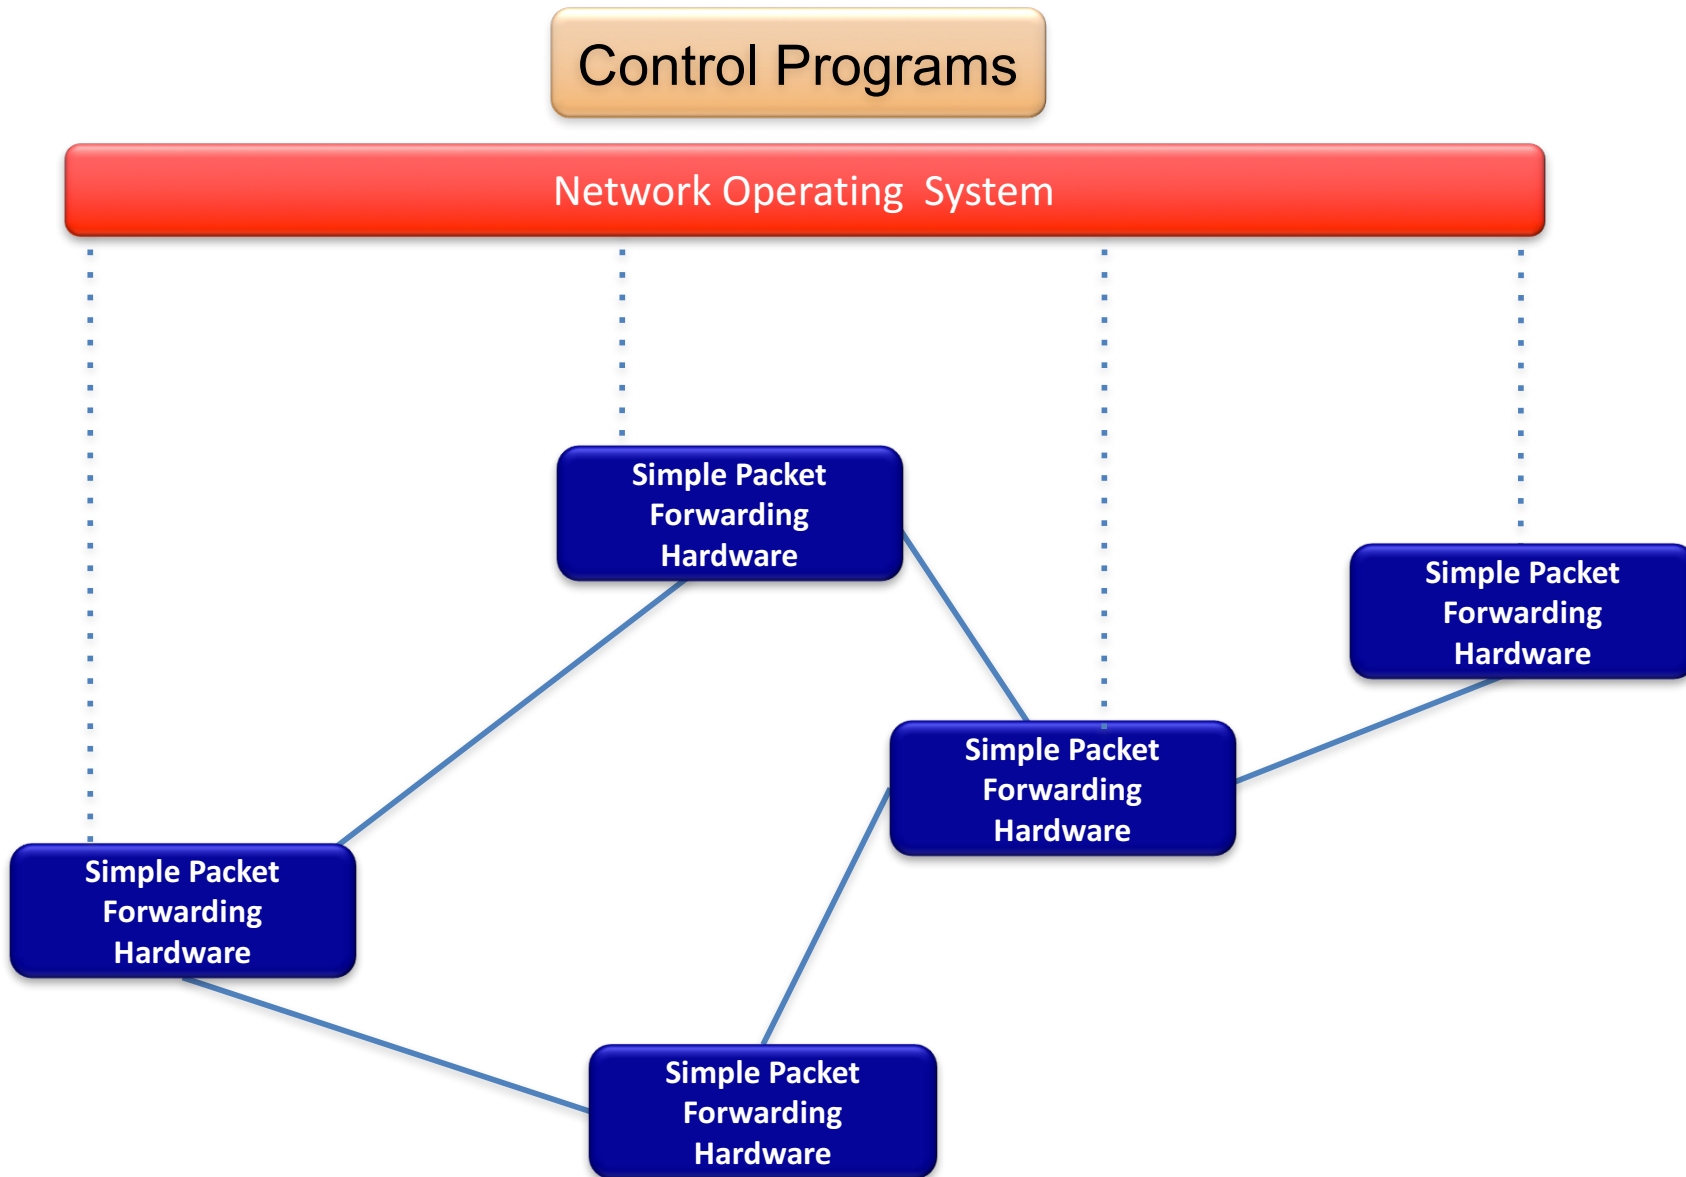 Control Programs
Network Operating  System
Simple Packet
Forwarding
Hardware
Simple Packet
Forwarding
Hardware
Simple Packet
Forwarding
Hardware
Simple Packet
Forwarding
Hardware
Simple Packet
Forwarding
Hardware